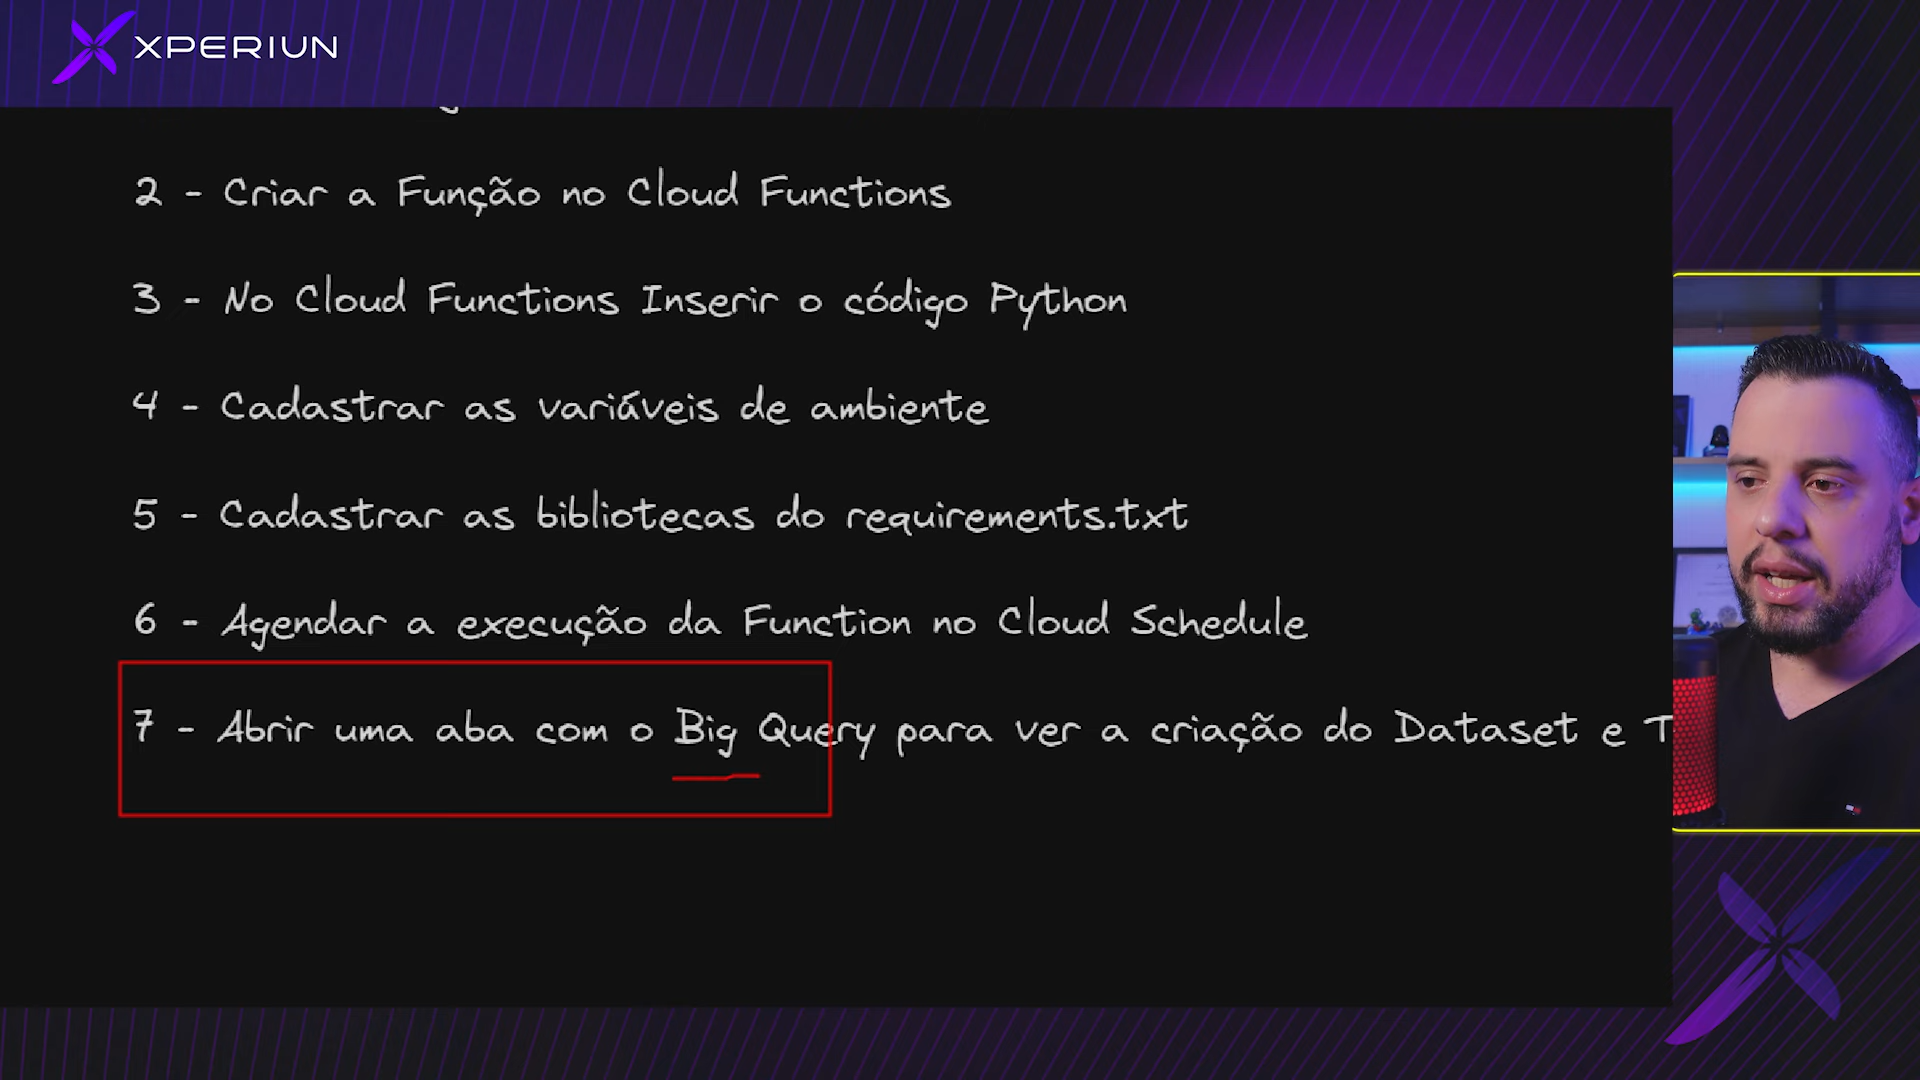 XPERIUN
2 - Criar a Função no Cloud Functions
3 - No Cloud Functions Inserir o código Python
4 - Cadastrar as variáveis de ambiente
5 - Cadastrar as bibliotecas do requirements.txt
6 - Agendar a execução da Function no Cloud Schedule
7 - Abrir uma aba com o Big Query para ver a criação do Dataset e T